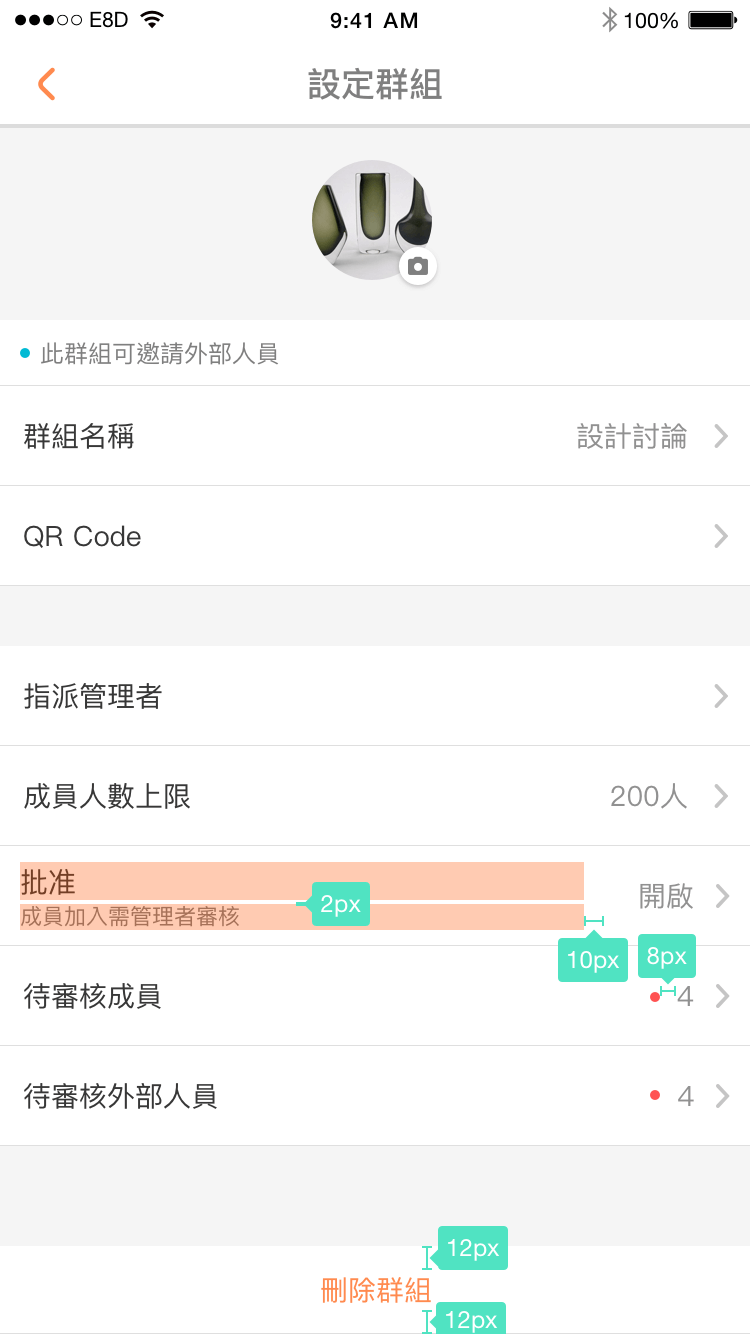 E8D 9:41 AM 100%
設定群組
此群組可邀請外部人員
群組名稱 設計討論
QR Code
指派管理者
成員人數上限 200人
批准 開啟
2px
成員加入需管理者審核
10px 8px
待審核成員 4
待審核外部人員 4
12px
刪除群組
12px